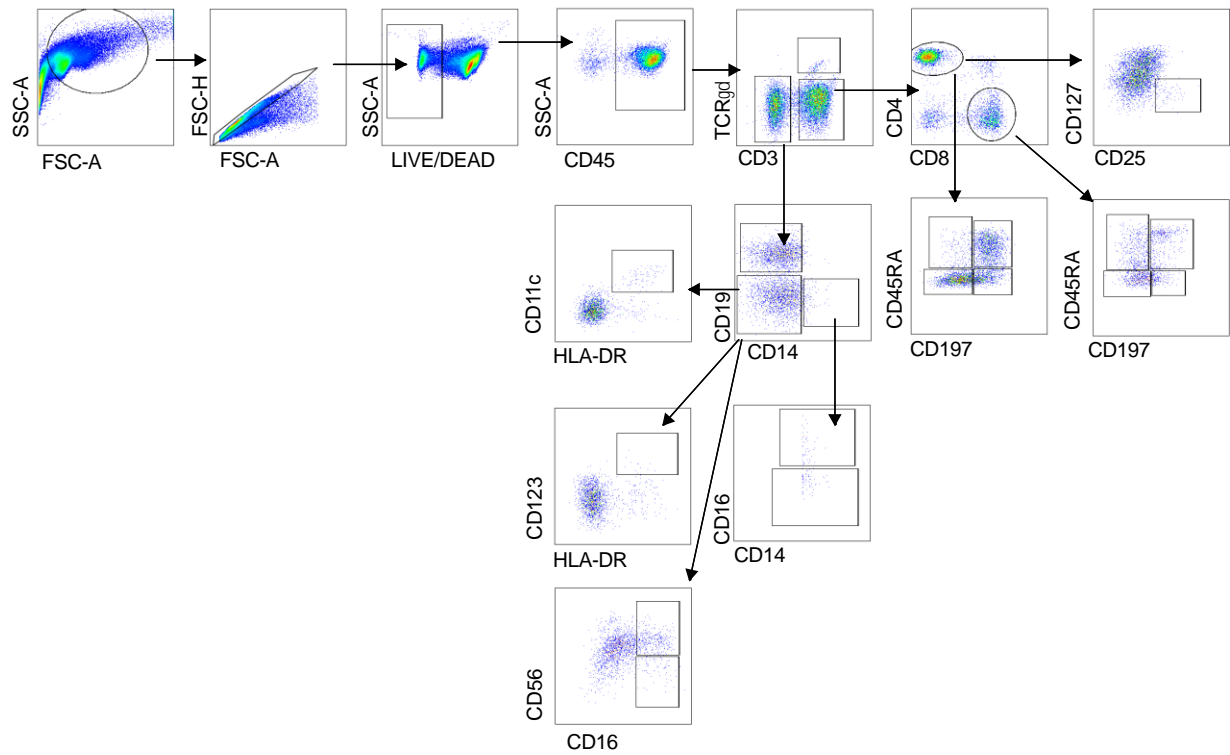 SSC-A
FSC-A
FSC-H
FSC-A
SSC-A
LIVE/DEAD
SSC-A
CD45
TCRgd
CD3
CD4
CD8
CD127
CD25
CD11c
HLA-DR
CD19
CD14
CD45RA
CD197
CD45RA
CD197
CD123
HLA-DR
CD16
CD14
CD56
CD16